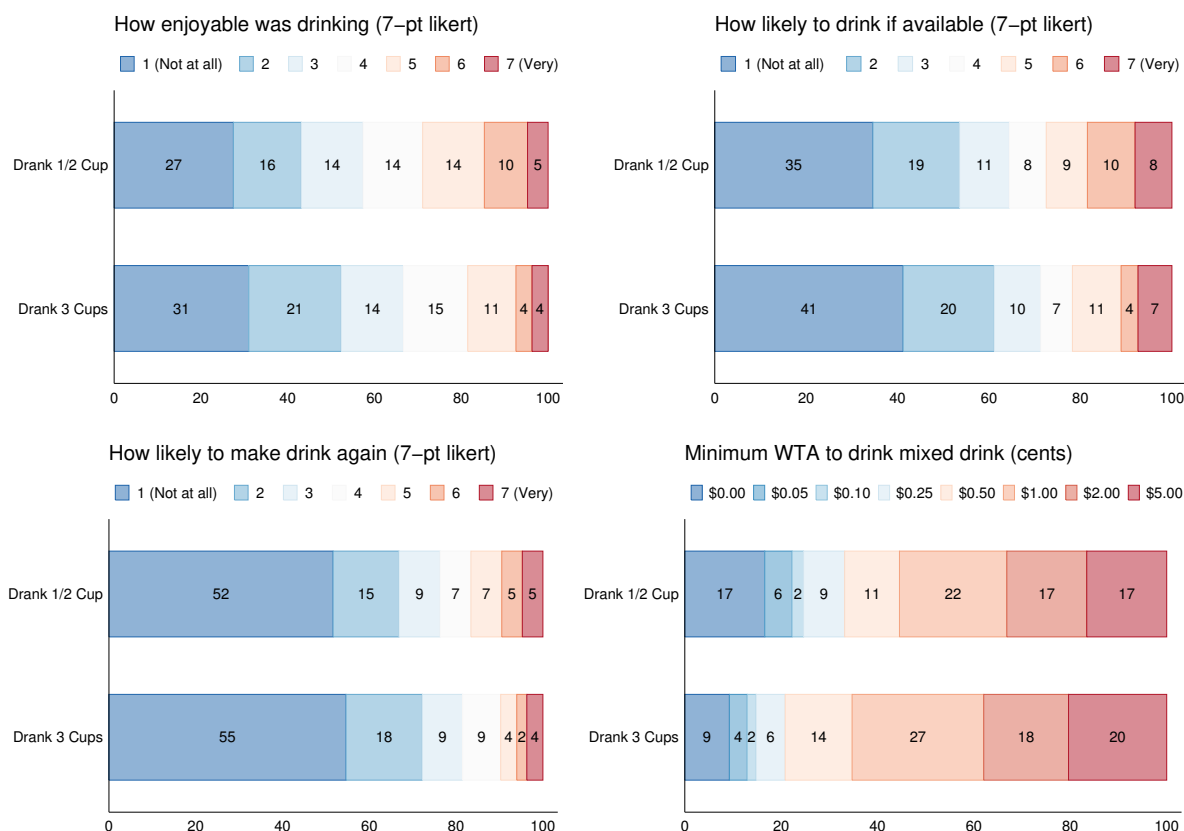 How enjoyable was drinking (7−pt likert)
1 (Not at all) 2 3 4 5 6 7 (Very)
Drank 1/2 Cup 27 16 14 14 14 10 5
Drank 3 Cups 31 21 14 15 11 4 4
0 20 40 60 80 100
How likely to drink if available (7−pt likert)
1 (Not at all) 2 3 4 5 6 7 (Very)
Drank 1/2 Cup 35 19 11 8 9 10 8
Drank 3 Cups 41 20 10 7 11 4 7
0 20 40 60 80 100
How likely to make drink again (7−pt likert)
1 (Not at all) 2 3 4 5 6 7 (Very)
Drank 1/2 Cup 52 15 9 7 7 5 5
Drank 3 Cups 55 18 9 9 4 2 4
0 20 40 60 80 100
Minimum WTA to drink mixed drink (cents)
$0.00 $0.05 $0.10 $0.25 $0.50 $1.00 $2.00 $5.00
Drank 1/2 Cup 17 6 2 9 11 22 17 17
Drank 3 Cups 9 4 2 6 14 27 18 20
0 20 40 60 80 100